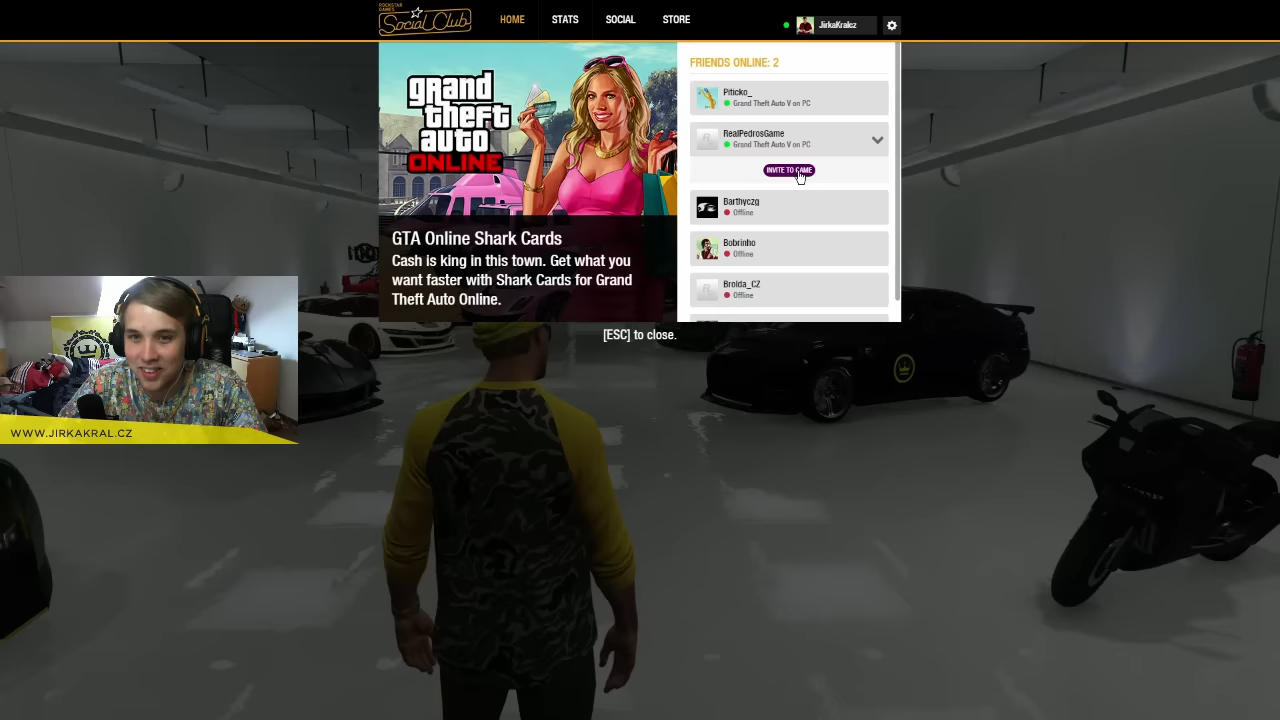 ROCKSTAR
GAMES
Social Club
HOME
STATS
SOCIAL
STORE
JirkaKralcz
grand
theft
auto
ONLINE
GTA Online Shark Cards
Cash is king in this town. Get what you
want faster with Shark Cards for Grand
Theft Auto Online.
FRIENDS ONLINE: 2
Piticko_
Grand Theft Auto V on PC
RealPedrosGame
Grand Theft Auto V on PC
INVITE TO GAME
Barthyczg
Offline
Bobrinho
Offline
Brolda_CZ
Offline
[ESC] to close.
WWW.JIRKAKRAL.CZ